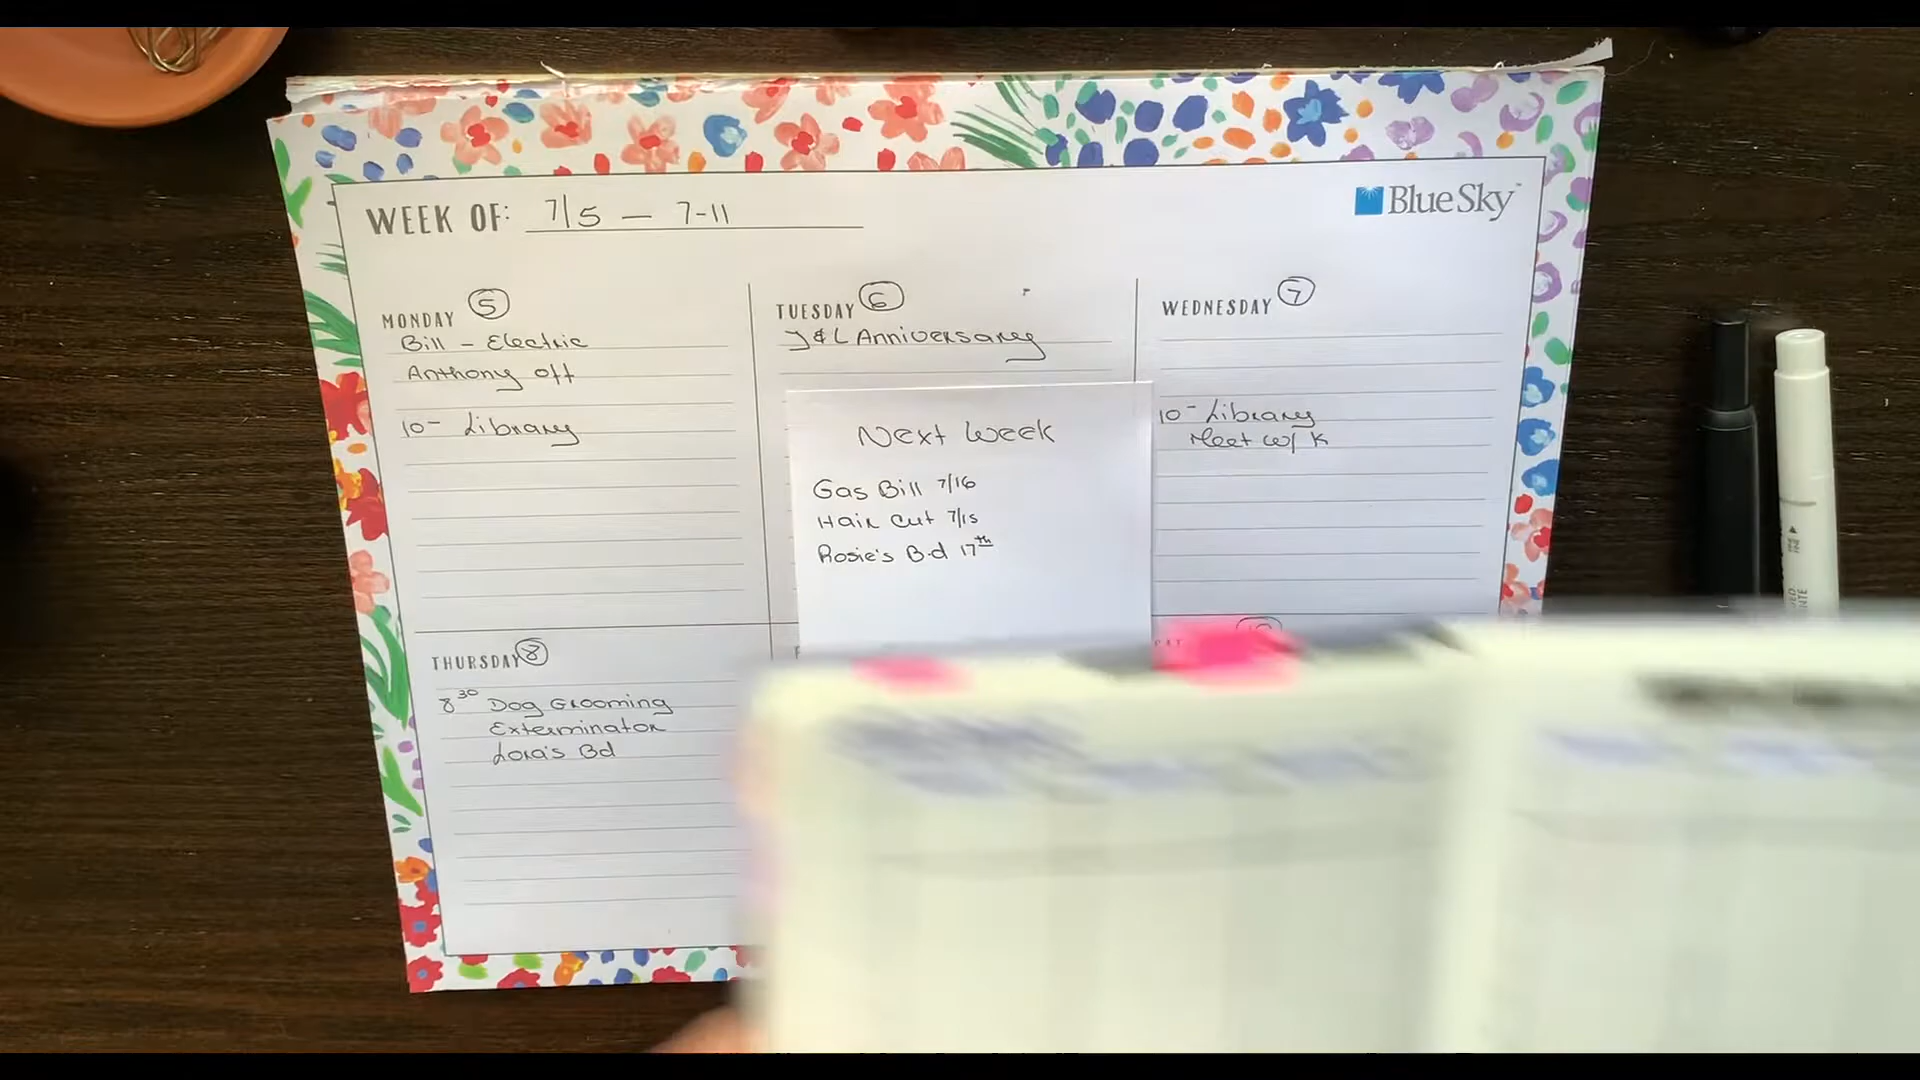 WEEK OF: 7/5 — 7-11
BlueSky
MONDAY 5
Bill - Electric
Anthony off
10- Library
TUESDAY 6
J & L Anniversary
WEDNESDAY 7
10- Library
Meet w/ K
Next Week
Gas Bill 7/16
Hair Cut 7/15
Rosie's B-d 17th
THURSDAY 8
8 30 Dog Grooming
Exterminator
Lora's Bd